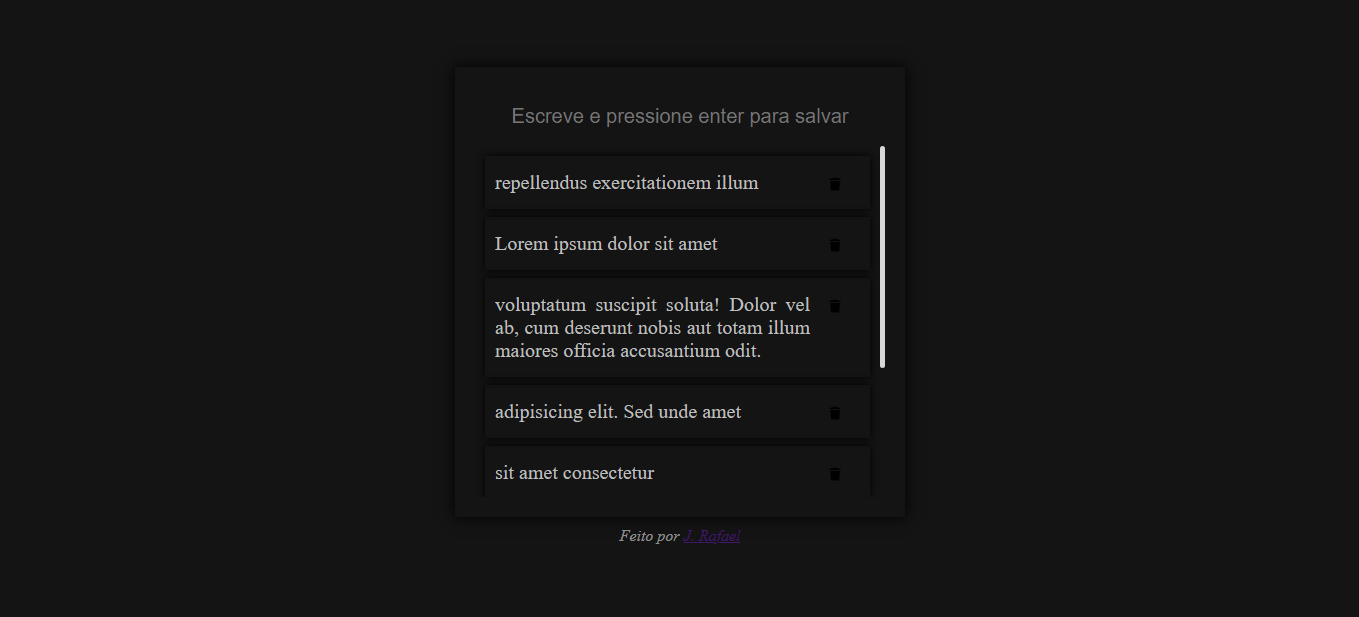 Escreve e pressione enter para salvar
repellendus exercitationem illum
Lorem ipsum dolor sit amet
voluptatum suscipit soluta! Dolor vel
ab, cum deserunt nobis aut totam illum
maiores officia accusantium odit.
adipisicing elit. Sed unde amet
sit amet consectetur
Feito por J. Rafael